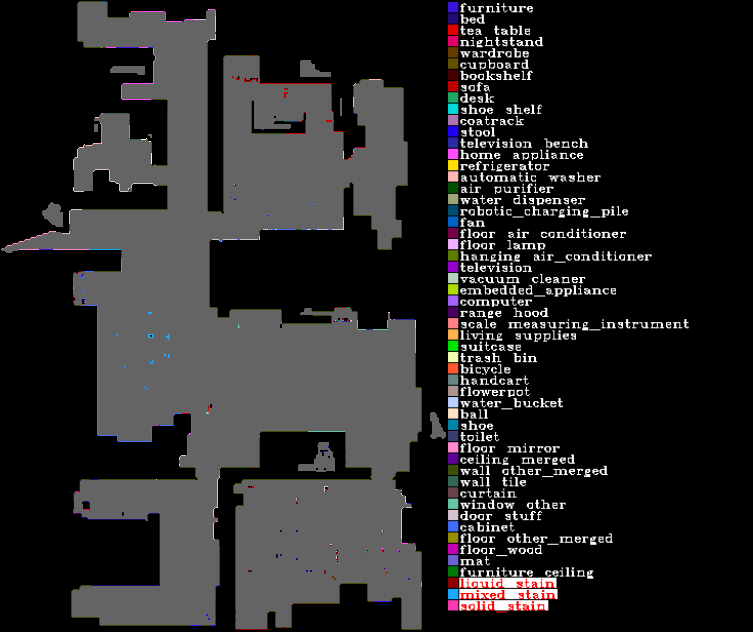 furniture
bed
tea table
nightstand
wardrobe
cupboard
bookshelf
sofa
desk
shoe shelf
coatrack
stool
television bench
home appliance
refrigerator
automatic washer
air purifier
water dispenser
robotic_charging_pile
fan
floor air conditioner
floor lamp
hanging air_conditioner
television
vacuum cleaner
embedded_appliance
computer
range hood
scale measuring_instrument
living supplies
suitcase
trash bin
bicycle
handcart
flowerpot
water_bucket
ball
shoe
toilet
floor mirror
ceiling merged
wall other_merged
wall tile
curtain
window other
door stuff
cabinet
floor other_merged
floor_wood
mat
furniture ceiling
liquid stain
mixed stain
solid stain